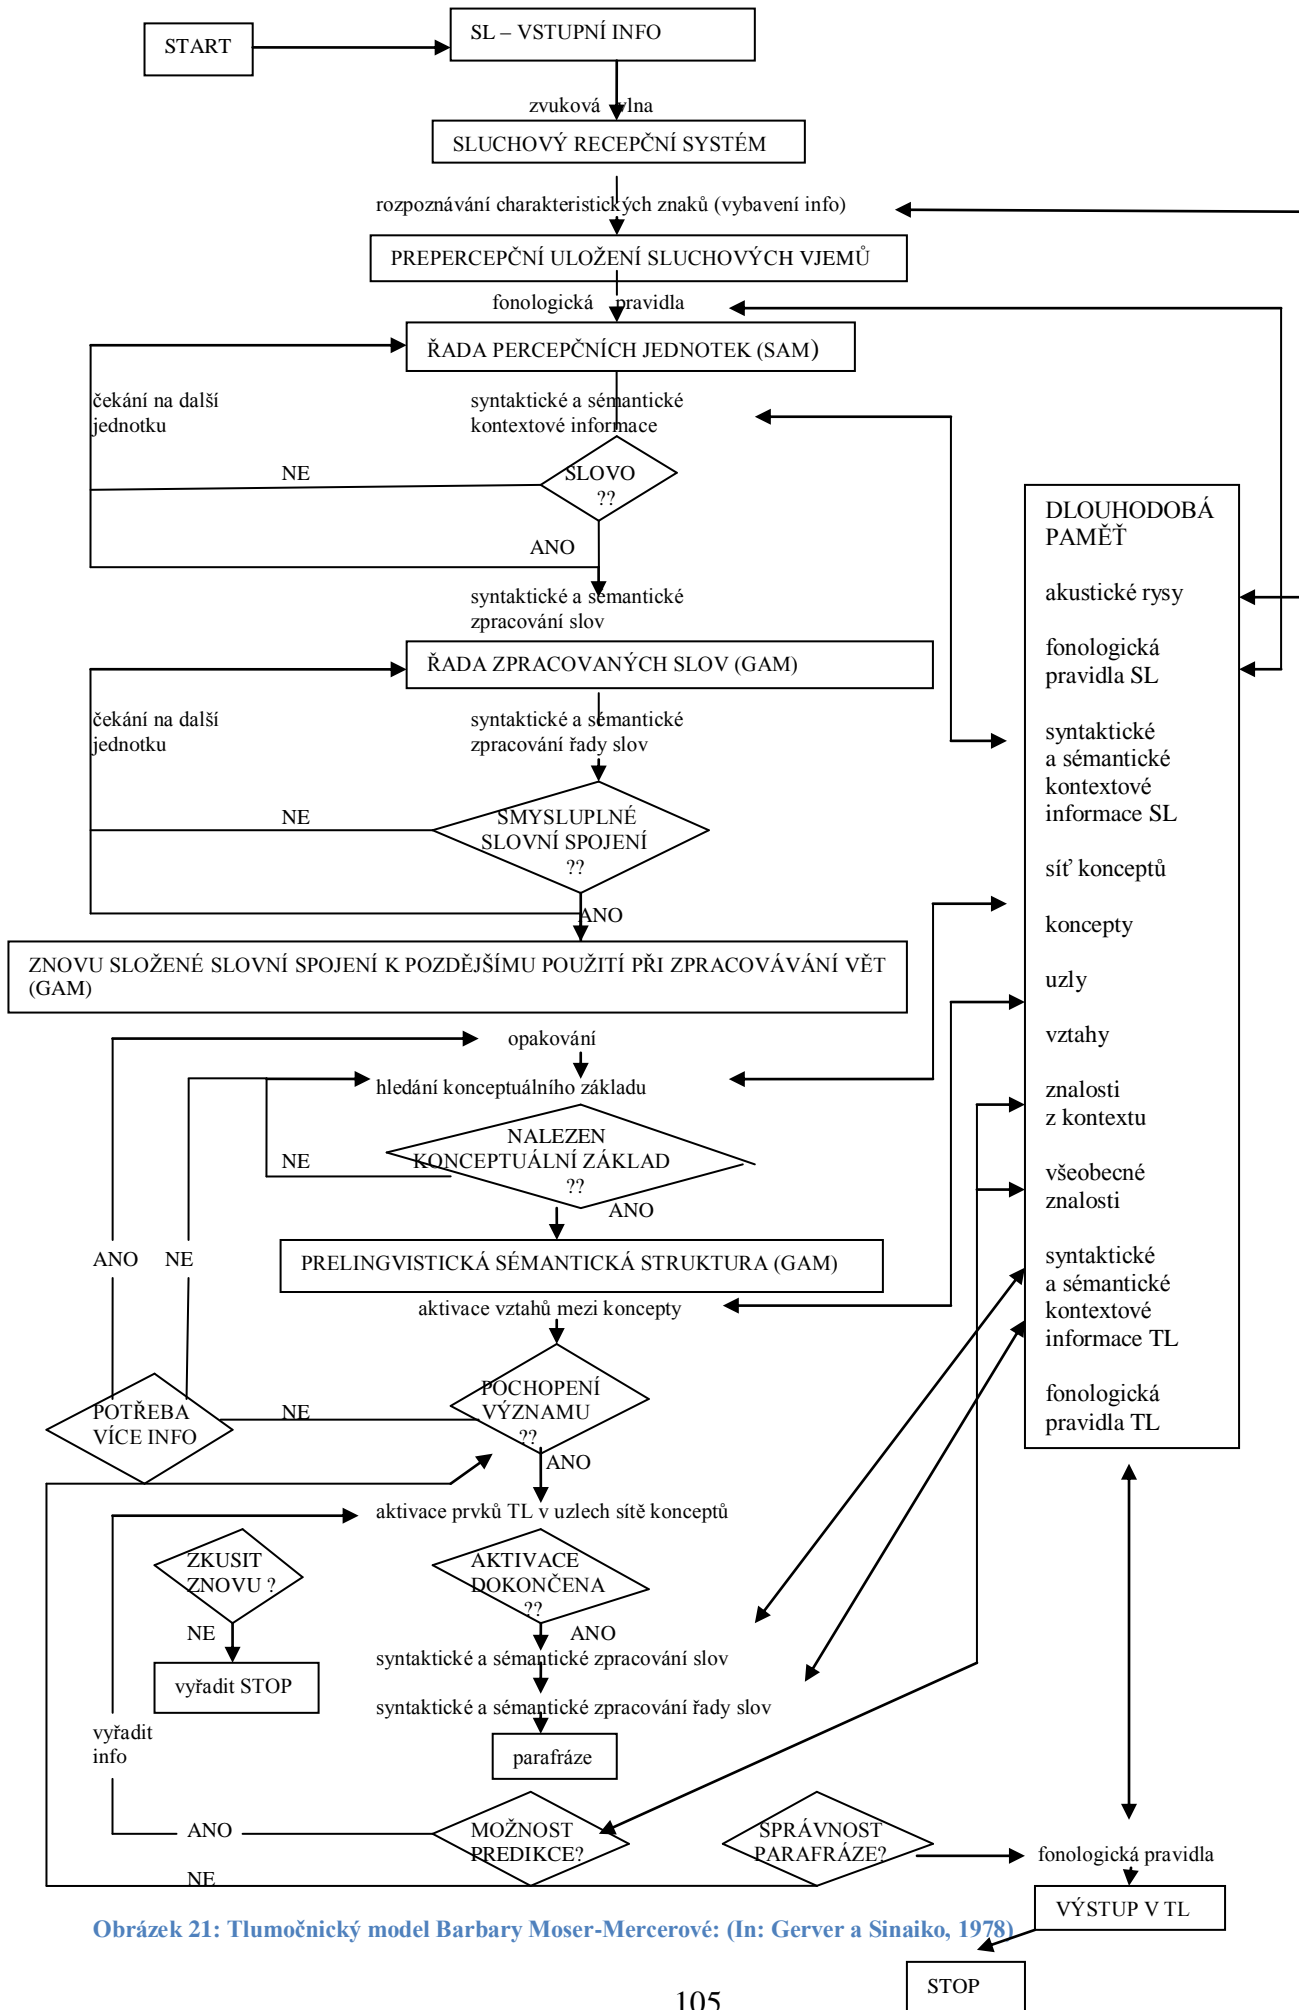 START
SL – VSTUPNÍ INFO
zvuková vlna
SLUCHOVÝ RECEPČNÍ SYSTÉM
rozpoznávání charakteristických znaků (vybavení info)
PREPERCEPČNÍ ULOŽENÍ SLUCHOVÝCH VJEMŮ
fonologická pravidla
ŘADA PERCEPČNÍCH JEDNOTEK (SAM)
čekání na další
jednotku
syntaktické a sémantické
kontextové informace
NE
SLOVO
??
ANO
syntaktické a sémantické
zpracování slov
ŘADA ZPRACOVANÝCH SLOV (GAM)
čekání na další
jednotku
syntaktické a sémantické
zpracování řady slov
NE
SMYSLUPLNÉ
SLOVNÍ SPOJENÍ
??
ANO
ZNOVU SLOŽENÉ SLOVNÍ SPOJENÍ K POZDĚJŠÍMU POUŽITÍ PŘI ZPRACOVÁVÁNÍ VĚT
(GAM)
opakování
hledání konceptuálního základu
NALEZEN
KONCEPTUÁLNÍ ZÁKLAD
??
NE
ANO
ANO
NE
PRELINGVISTICKÁ SÉMANTICKÁ STRUKTURA (GAM)
aktivace vztahů mezi koncepty
POCHOPENÍ
VÝZNAMU
??
NE
POTŘEBA
VÍCE INFO
ANO
aktivace prvků TL v uzlech sítě konceptů
ZKUSIT
ZNOVU ?
AKTIVACE
DOKONČENA
??
NE
ANO
vyřadit STOP
syntaktické a sémantické zpracování slov
syntaktické a sémantické zpracování řady slov
vyřadit
info
parafráze
ANO
MOŽNOST
PREDIKCE?
SPRÁVNOST
PARAFRÁZE?
NE
fonologická pravidla
VÝSTUP V TL
STOP
DLOUHODOBÁ
PAMĚŤ
akustické rysy
fonologická
pravidla SL
syntaktické
a sémantické
kontextové
informace SL
síť konceptů
koncepty
uzly
vztahy
znalosti
z kontextu
všeobecné
znalosti
syntaktické
a sémantické
kontextové
informace TL
fonologická
pravidla TL
Obrázek 21: Tlumočnický model Barbary Moser-Mercerové: (In: Gerver a Sinaiko, 1978)
105